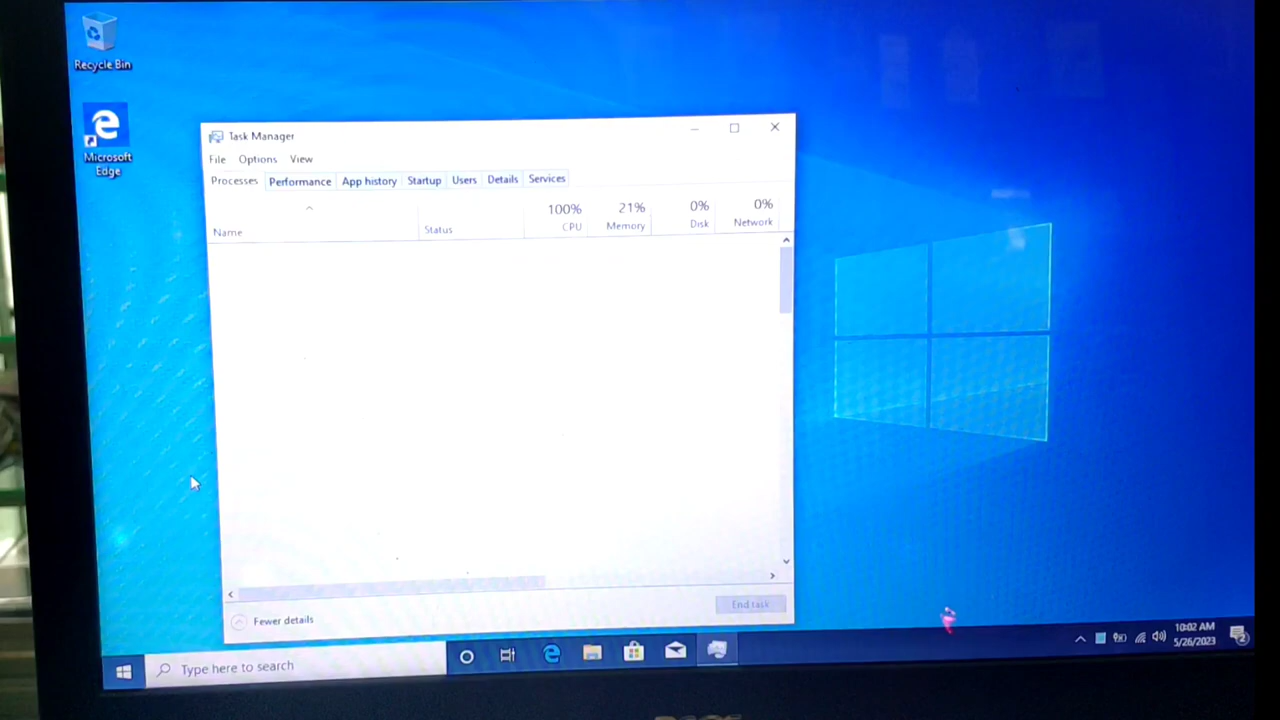 Recycle Bin
Microsoft
Edge
Task Manager
File Options View
Processes Performance App history Startup Users Details Services
100% 21% 0% 0%
Name Status CPU Memory Disk Network
Fewer details
End task
Type here to search
10:02 AM
5/26/2023
2